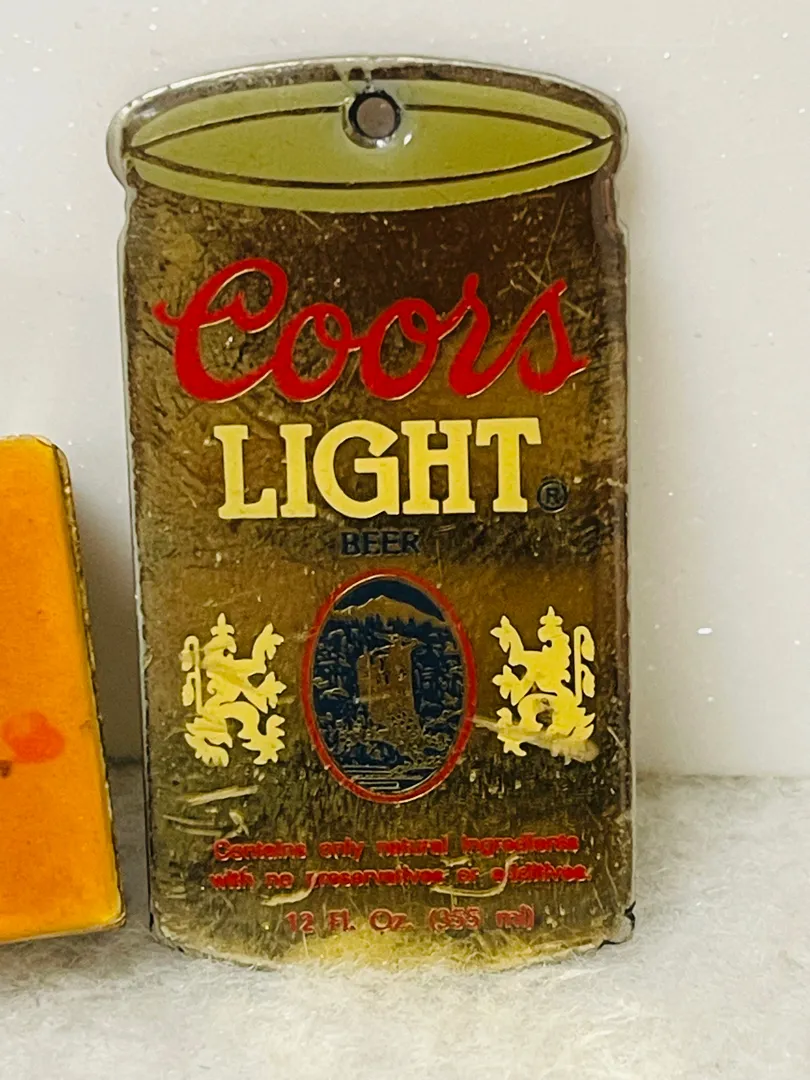 Coors
LIGHT®
BEER
Contains only natural ingredients
with no preservatives or additives.
12 Fl. Oz. (355 ml)